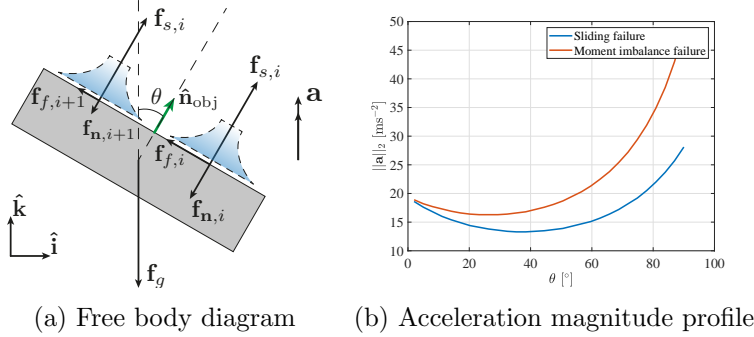 f_{s,i}
f_{s,i}
θ
n̂_obj
a
f_{f,i+1}
f_{n,i+1}
f_{f,i}
f_{n,i}
k̂
î
f_g
(a) Free body diagram
50
45
40
35
30
25
20
15
10
||a||₂ [ms⁻²]
Sliding failure
Moment imbalance failure
0 20 40 60 80 100
θ [°]
(b) Acceleration magnitude profile